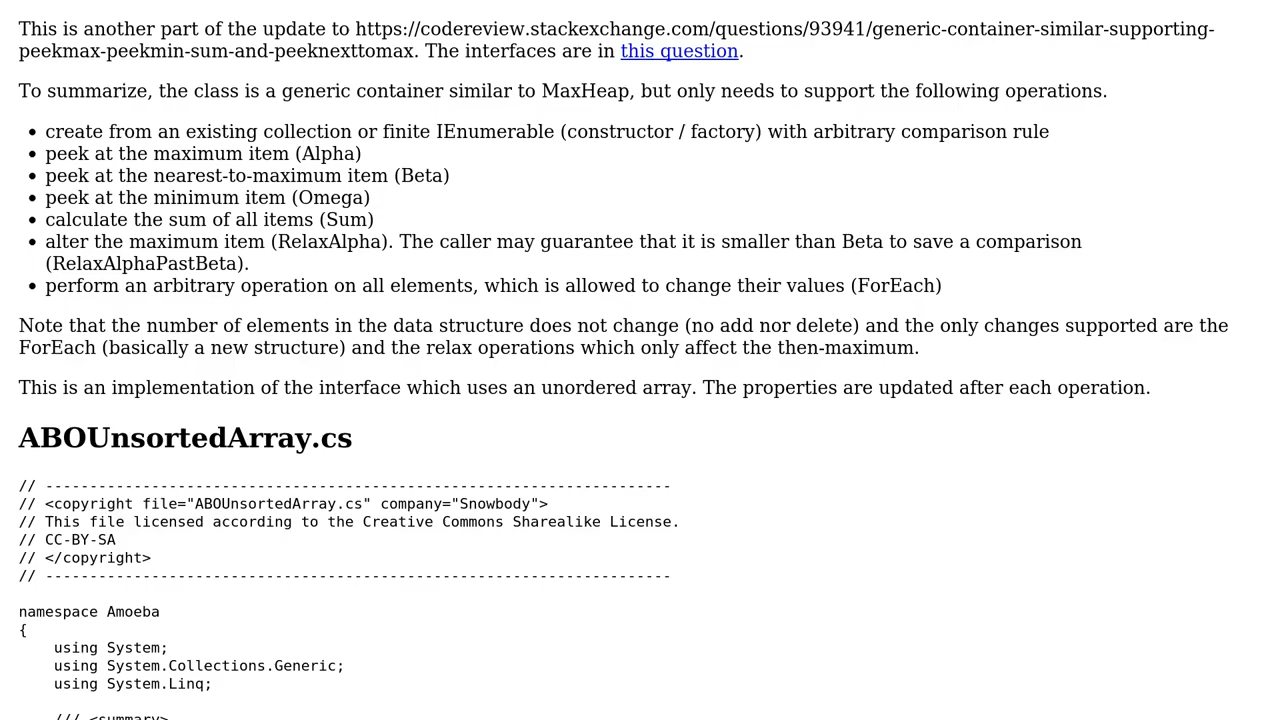 This is another part of the update to https://codereview.stackexchange.com/questions/93941/generic-container-similar-supporting-
peekmax-peekmin-sum-and-peeknexttomax. The interfaces are in this question.
To summarize, the class is a generic container similar to MaxHeap, but only needs to support the following operations.
• create from an existing collection or finite IEnumerable (constructor / factory) with arbitrary comparison rule
• peek at the maximum item (Alpha)
• peek at the nearest-to-maximum item (Beta)
• peek at the minimum item (Omega)
• calculate the sum of all items (Sum)
• alter the maximum item (RelaxAlpha). The caller may guarantee that it is smaller than Beta to save a comparison
(RelaxAlphaPastBeta).
• perform an arbitrary operation on all elements, which is allowed to change their values (ForEach)
Note that the number of elements in the data structure does not change (no add nor delete) and the only changes supported are the
ForEach (basically a new structure) and the relax operations which only affect the then-maximum.
This is an implementation of the interface which uses an unordered array. The properties are updated after each operation.
ABOUnsortedArray.cs
// -----------------------------------------------------------------------
// <copyright file="ABOUnsortedArray.cs" company="Snowbody">
// This file licensed according to the Creative Commons Sharealike License.
// CC-BY-SA
// </copyright>
// -----------------------------------------------------------------------
namespace Amoeba
{
    using System;
    using System.Collections.Generic;
    using System.Linq;
    /// <summary>